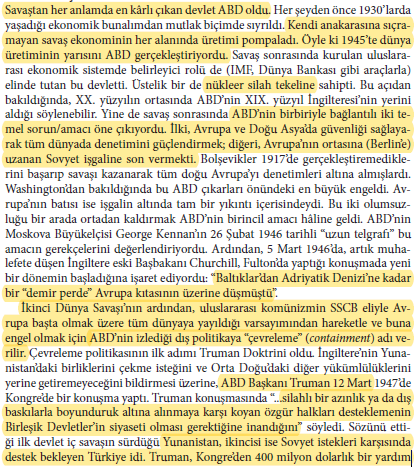 Savaştan her anlamda en kârlı çıkan devlet ABD oldu. Her şeyden önce 1930'larda
yaşadığı ekonomik bunalımdan mutlak biçimde sıyrıldı. Kendi anakarasına sıçra-
mayan savaş ekonominin her alanında üretimi pompaladı. Öyle ki 1945'te dünya
üretiminin yarısını ABD gerçekleştiriyordu. Savaş sonrasında kurulan uluslara-
rası ekonomik sistemde belirleyici rolü de (IMF, Dünya Bankası gibi araçlarla)
elinde tutan bu devletti. Üstelik bir de nükleer silah tekeline sahipti. Bu açıdan
bakıldığında, XX. yüzyılın ortasında ABD'nin XIX. yüzyıl İngilteresi'nin yerini
aldığı söylenebilir. Yine de savaş sonrasında ABD'nin birbiriyle bağlantılı iki te-
mel sorun/amacı öne çıkıyordu. İlki, Avrupa ve Doğu Asya'da güvenliği sağlaya-
rak tüm dünyada denetimini güçlendirmek; diğeri, Avrupa'nın ortasına (Berlin'e)
uzanan Sovyet işgaline son vermekti. Bolşevikler 1917'de gerçekleştiremedikle-
rini başarıp savaşı kazanarak tüm doğu Avrupa'yı denetimleri altına almışlardı.
Washington'dan bakıldığında bu ABD çıkarları önündeki en büyük engeldi. Av-
rupa'nın batısı ise işgalin altında tam bir yıkıntı içerisindeydi. Bu iki olumsuz-
luğu bir arada ortadan kaldırmak ABD'nin birincil amacı hâline geldi. ABD'nin
Moskova Büyükelçisi George Kennan'ın 26 Şubat 1946 tarihli "uzun telgrafı" bu
amacın gerekçelerini değerlendiriyordu. Ardından, 5 Mart 1946'da, artık muha-
lefete düşen İngiltere eski Başbakanı Churchill, Fulton'da yaptığı konuşmada yeni
bir dönemin başladığına işaret ediyordu: "Baltıklar'dan Adriyatik Denizi'ne kadar
bir "demir perde" Avrupa kıtasının üzerine düşmüştü".
İkinci Dünya Savaşı'nın ardından, uluslararası komünizmin SSCB eliyle Av-
rupa başta olmak üzere tüm dünyaya yayıldığı varsayımından hareketle ve buna
engel olmak için ABD'nin izlediği dış politikaya "çevreleme" (containment) adı ve-
rilir. Çevreleme politikasının ilk adımı Truman Doktrini oldu. İngiltere'nin Yuna-
nistan'daki birliklerini çekme isteğini ve Orta Doğu'daki diğer yükümlülüklerini
yerine getiremeyeceğini bildirmesi üzerine, ABD Başkanı Truman 12 Mart 1947'de
Kongre'de bir konuşma yaptı. Truman konuşmasında "...silahlı bir azınlık ya da dış
baskılarla boyunduruk altına alınmaya karşı koyan özgür halkları desteklemenin
Birleşik Devletler'in siyaseti olması gerektiğine inandığını" söyledi. Sözünü etti-
ği ilk devlet iç savaşın sürdüğü Yunanistan, ikincisi ise Sovyet istekleri karşısında
destek bekleyen Türkiye idi. Truman, Kongre'den 400 milyon dolarlık bir yardım